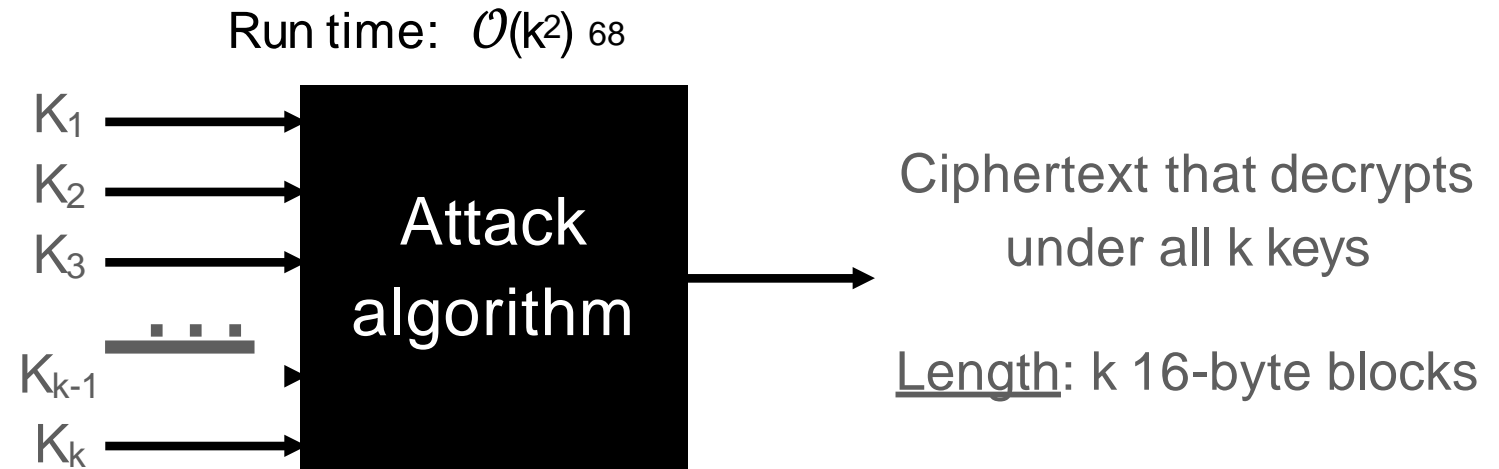 Run time: 𝒪(k²) 68
K₁
K₂
K₃
...
Kₖ₋₁
Kₖ
Attack
algorithm
Ciphertext that decrypts
under all k keys
Length: k 16-byte blocks